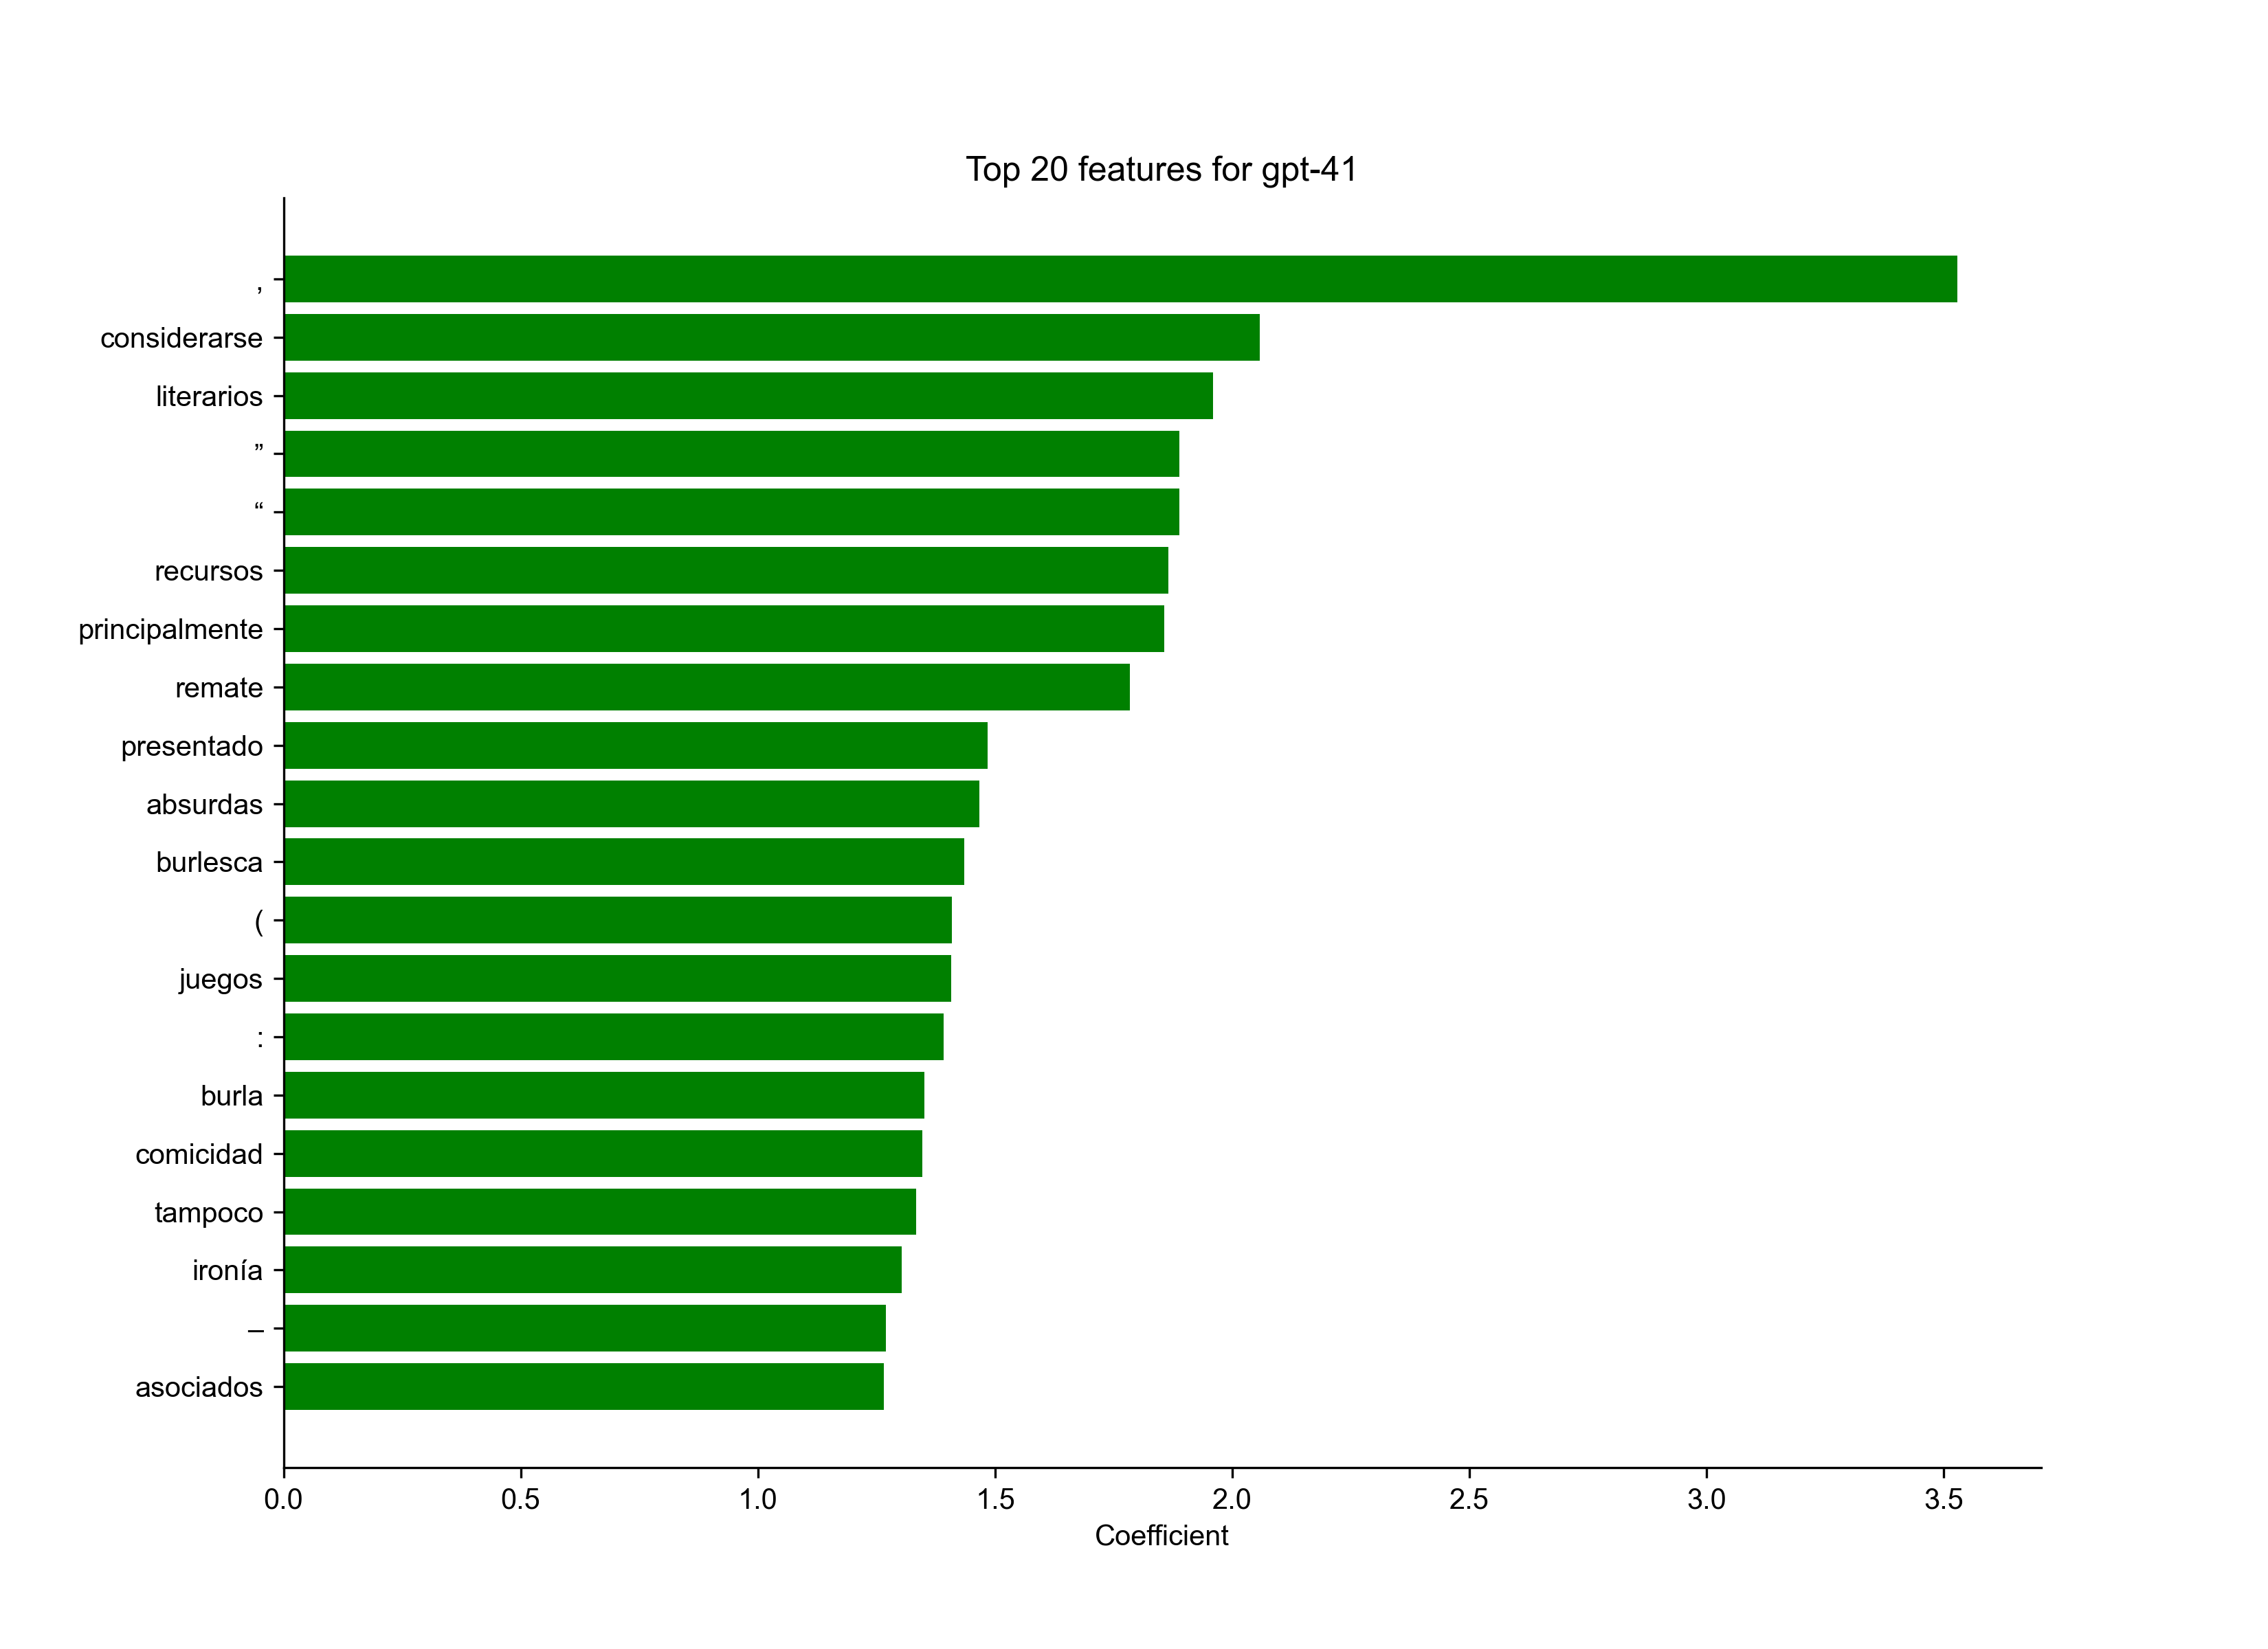 Top 20 features for gpt-41
,
considerarse
literarios
”
“
recursos
principalmente
remate
presentado
absurdas
burlesca
(
juegos
:
burla
comicidad
tampoco
ironía
–
asociados
0.0 0.5 1.0 1.5 2.0 2.5 3.0 3.5
Coefficient